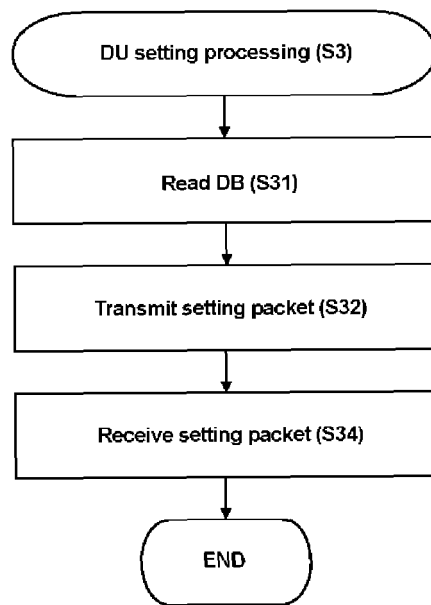 DU setting processing (S3)
Read DB (S31)
Transmit setting packet (S32)
Receive setting packet (S34)
END